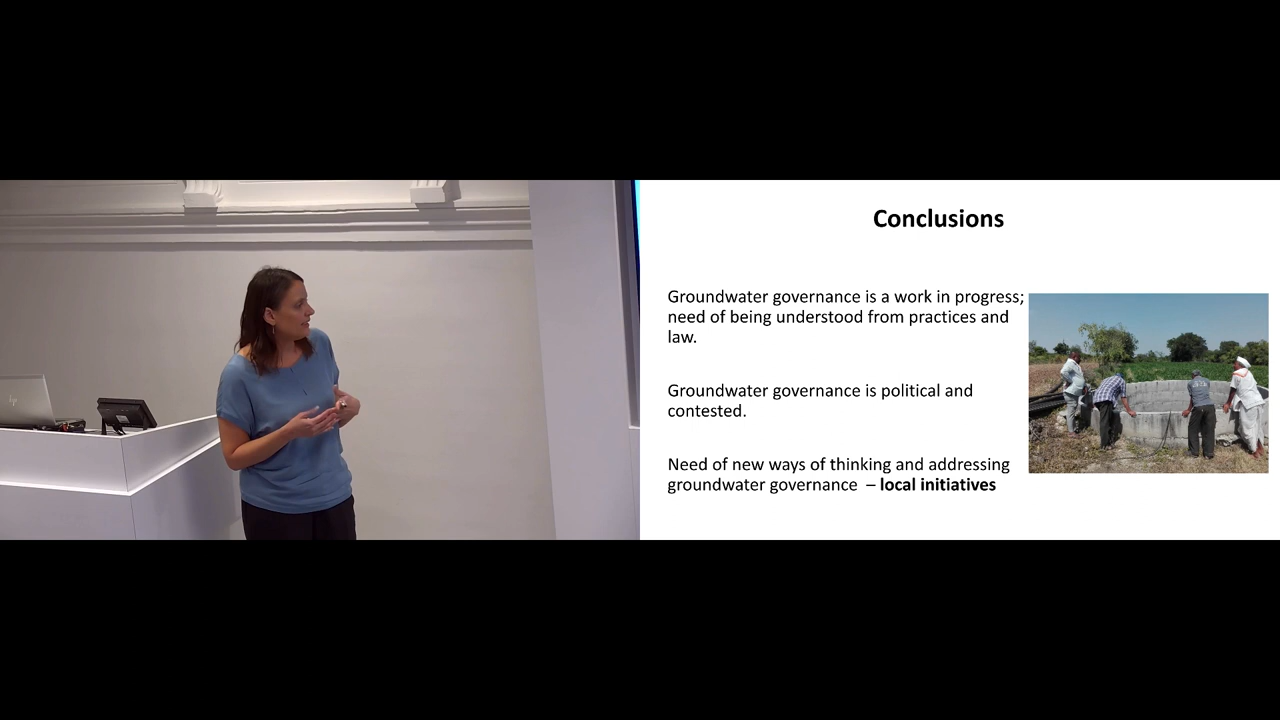 Conclusions
Groundwater governance is a work in progress;
need of being understood from practices and
law.
Groundwater governance is political and
contested.
Need of new ways of thinking and addressing
groundwater governance – local initiatives